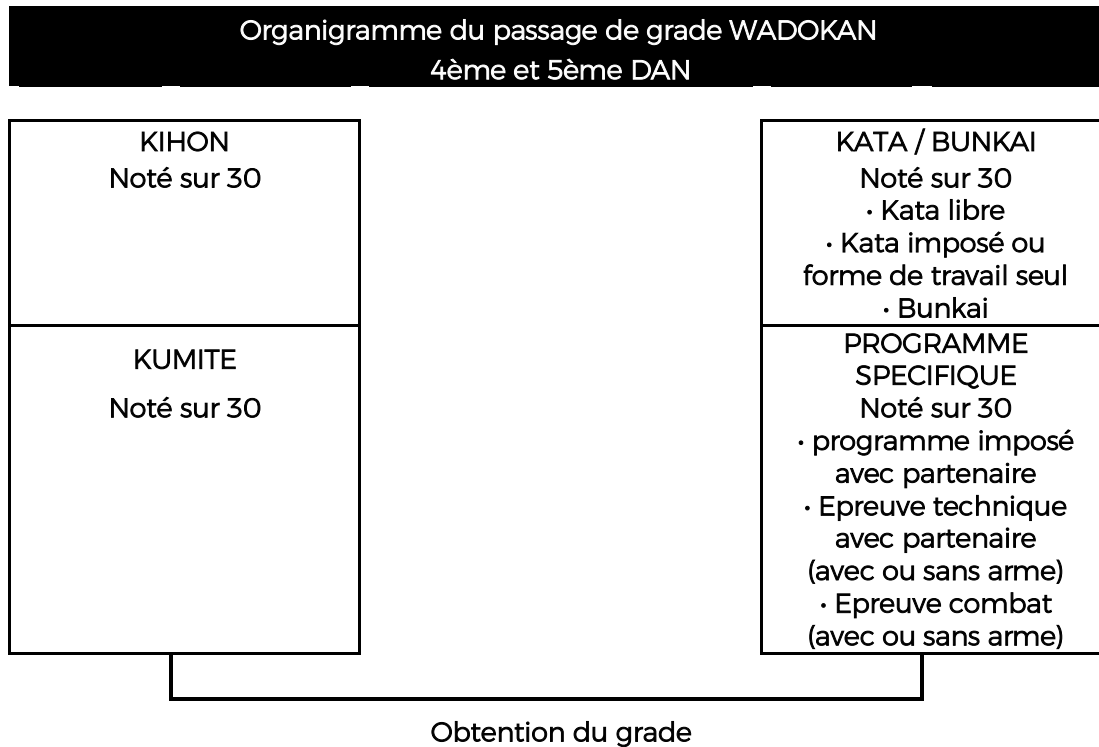 Organigramme du passage de grade WADOKAN
4ème et 5ème DAN
KIHON
Noté sur 30
KUMITE
Noté sur 30
KATA / BUNKAI
Noté sur 30
• Kata libre
• Kata imposé ou
forme de travail seul
• Bunkai
PROGRAMME
SPECIFIQUE
Noté sur 30
• programme imposé
avec partenaire
• Epreuve technique
avec partenaire
(avec ou sans arme)
• Epreuve combat
(avec ou sans arme)
Obtention du grade